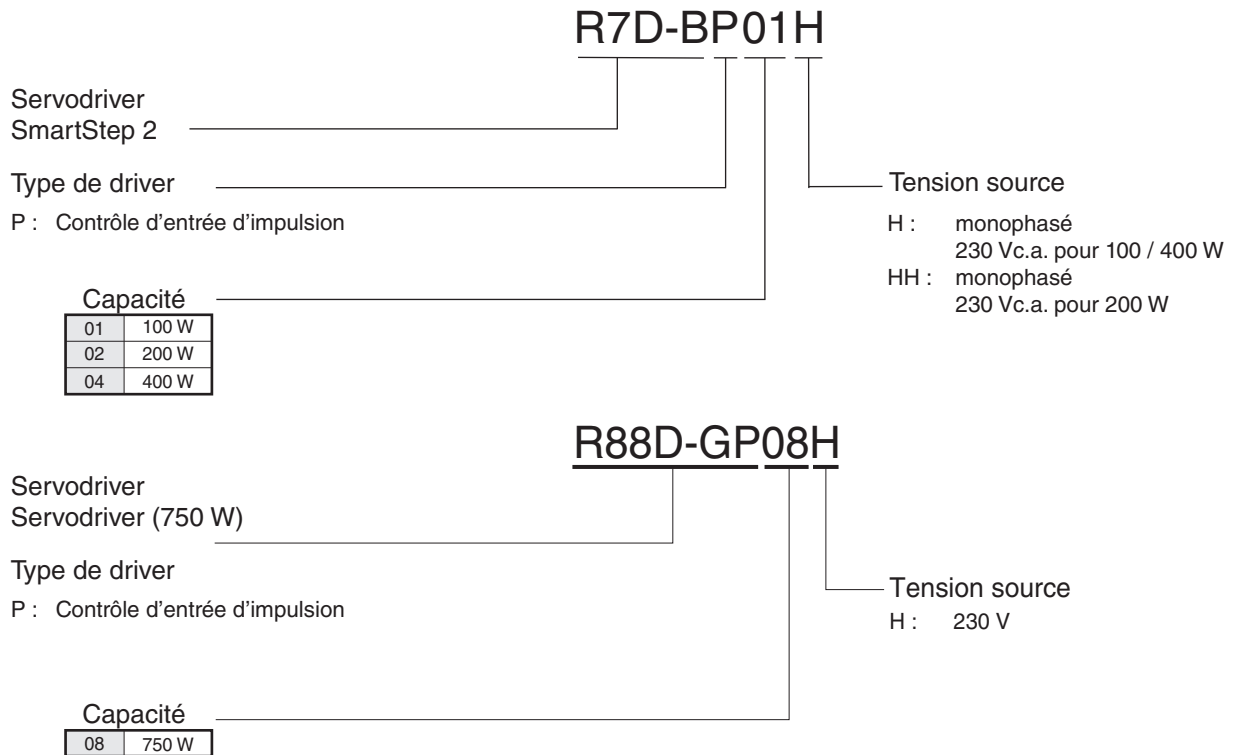 R7D-BP01H
Servodriver
SmartStep 2
Type de driver
P : Contrôle d'entrée d'impulsion
Capacité
01 100 W
02 200 W
04 400 W
Tension source
H : monophasé
230 Vc.a. pour 100 / 400 W
HH : monophasé
230 Vc.a. pour 200 W
R88D-GP08H
Servodriver
Servodriver (750 W)
Type de driver
P : Contrôle d'entrée d'impulsion
Capacité
08 750 W
Tension source
H : 230 V